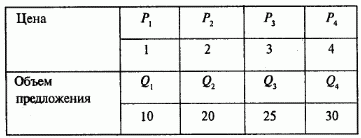 Цена P₁ P₂ P₃ P₄
1 2 3 4
Объем предложения Q₁ Q₂ Q₃ Q₄
10 20 25 30